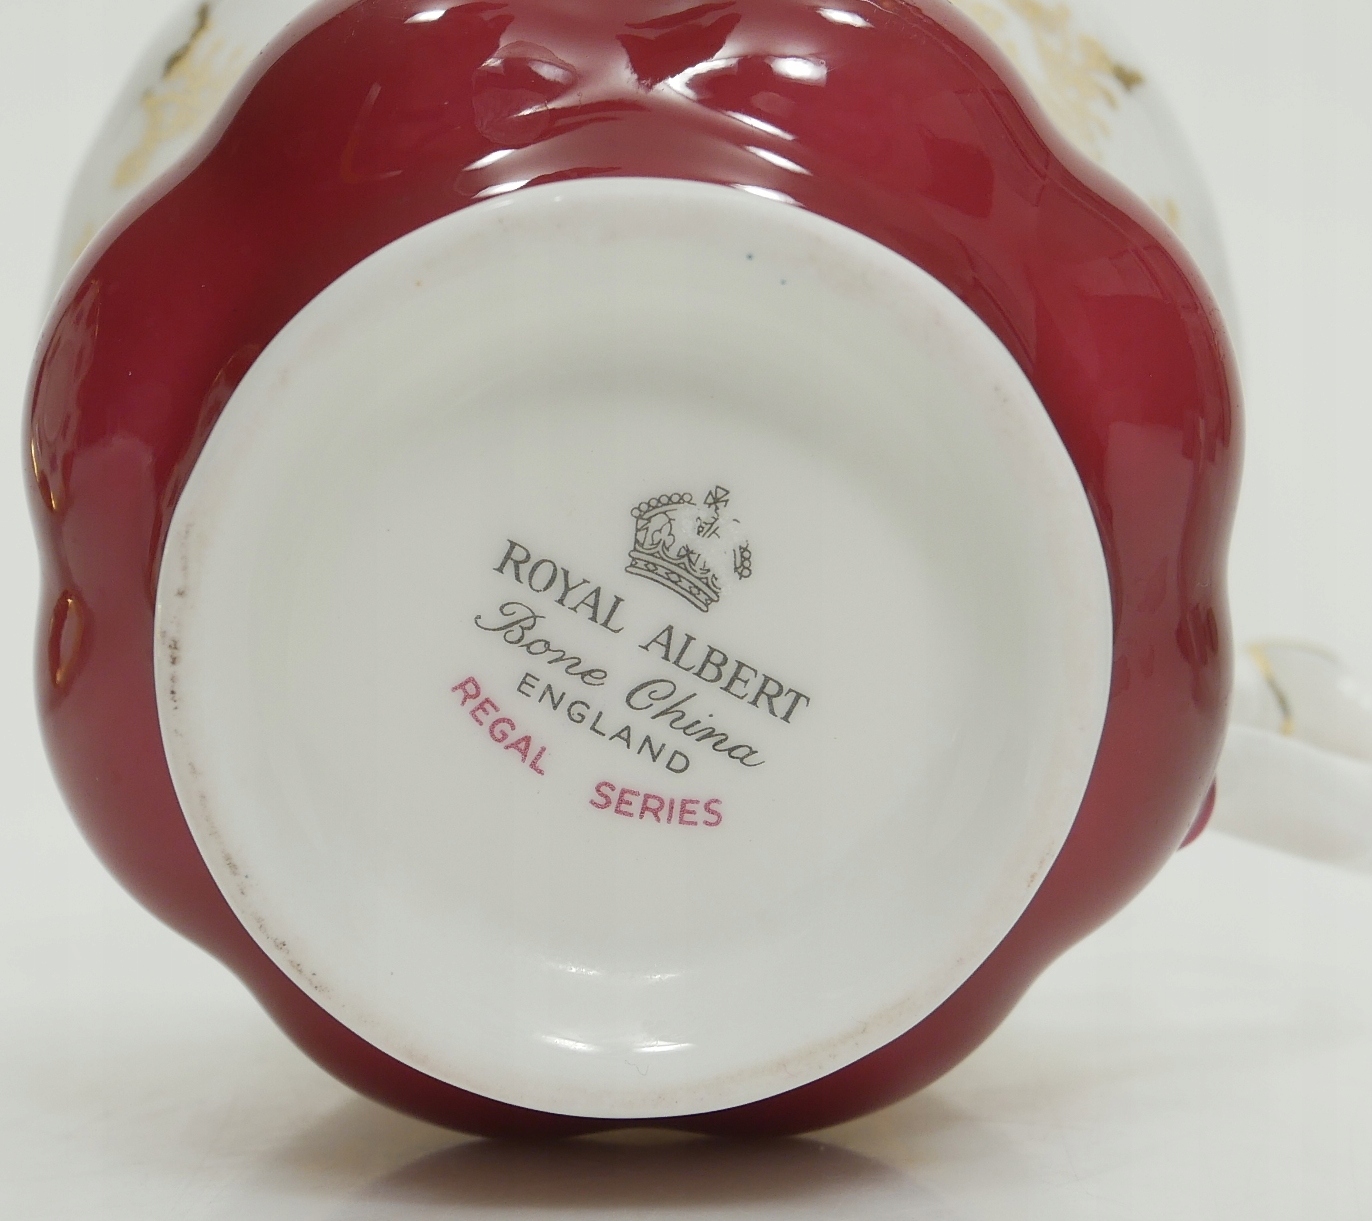 ROYAL ALBERT
Bone China
ENGLAND
REGAL SERIES